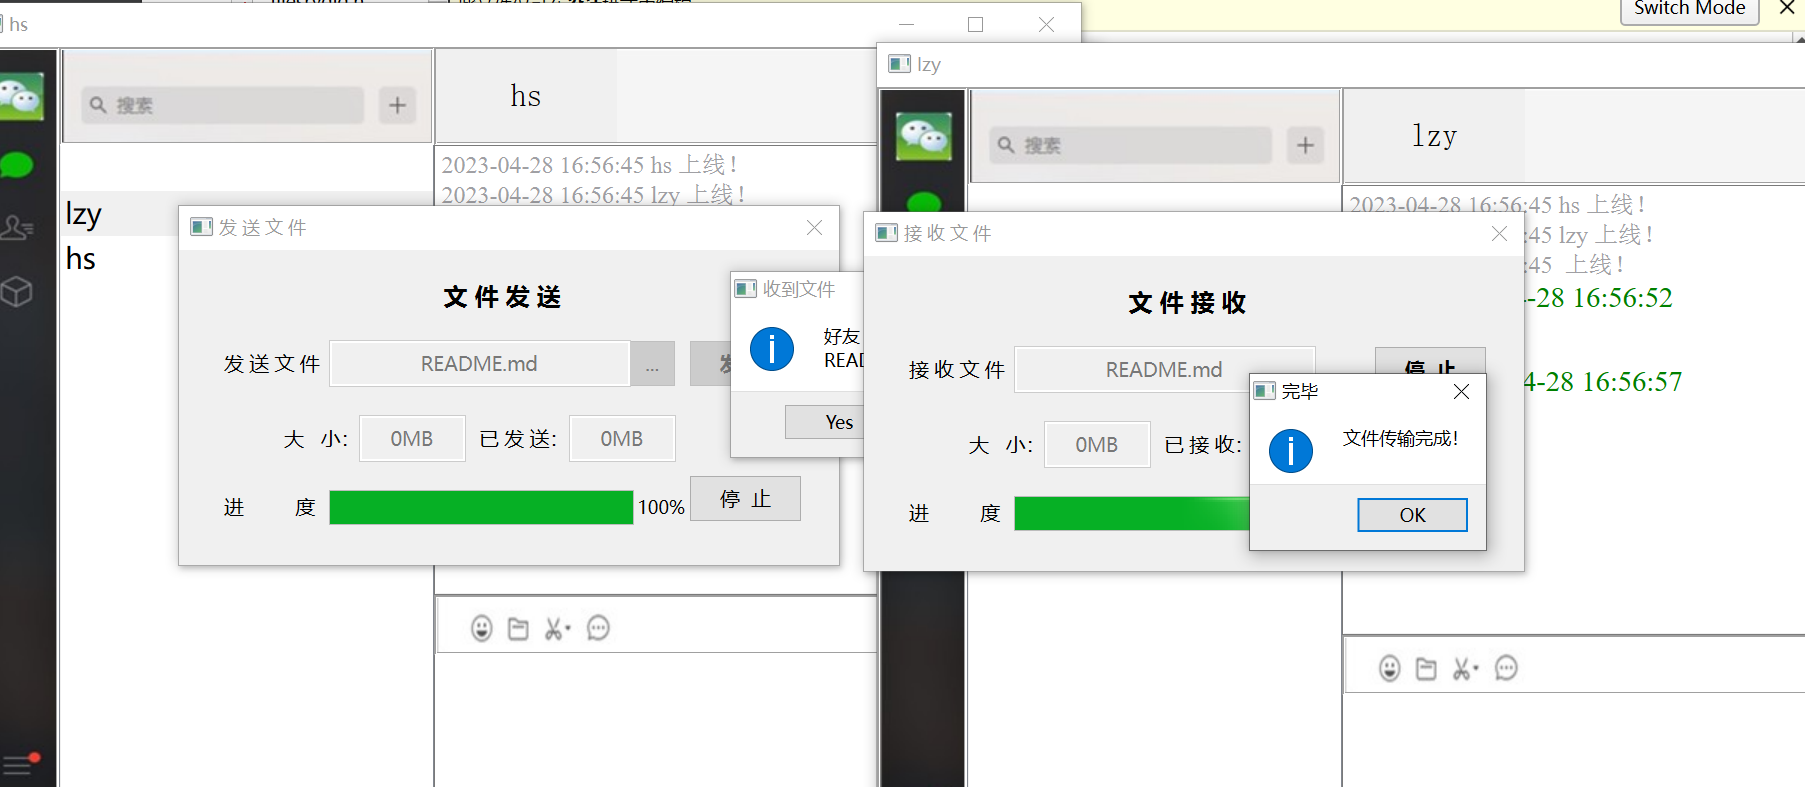 Switch Mode
hs
搜索
hs
2023-04-28 16:56:45 hs 上线!
2023-04-28 16:56:45 lzy 上线!
lzy
hs
发送文件
文件发送
发送文件
README.md
...
大 小:
0MB
已发送:
0MB
进 度
100%
停 止
收到文件
好友
READ
Yes
lzy
搜索
lzy
2023-04-28 16:56:45 hs 上线!
:45 lzy 上线!
:45 上线!
-28 16:56:52
4-28 16:56:57
接收文件
文件接收
接收文件
README.md
停 止
大 小:
0MB
已接收:
进 度
完毕
文件传输完成!
OK